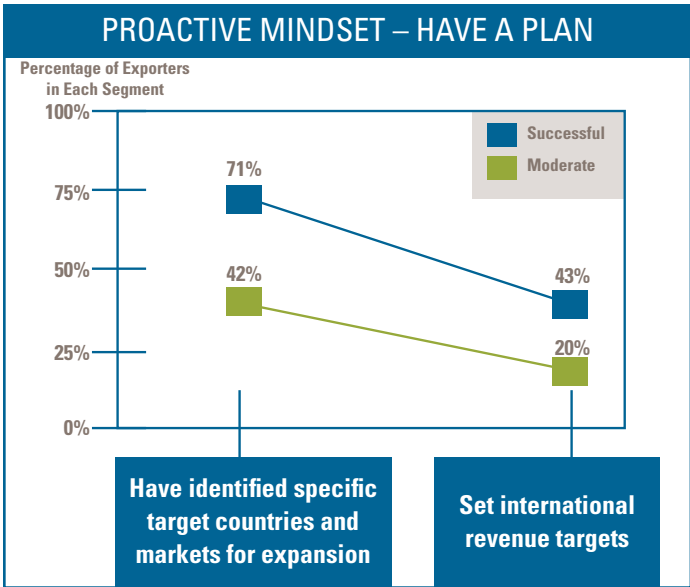 PROACTIVE MINDSET – HAVE A PLAN
Percentage of Exporters
in Each Segment
100%
75%
50%
25%
0%
Successful
Moderate
71%
42%
43%
20%
Have identified specific
target countries and
markets for expansion
Set international
revenue targets